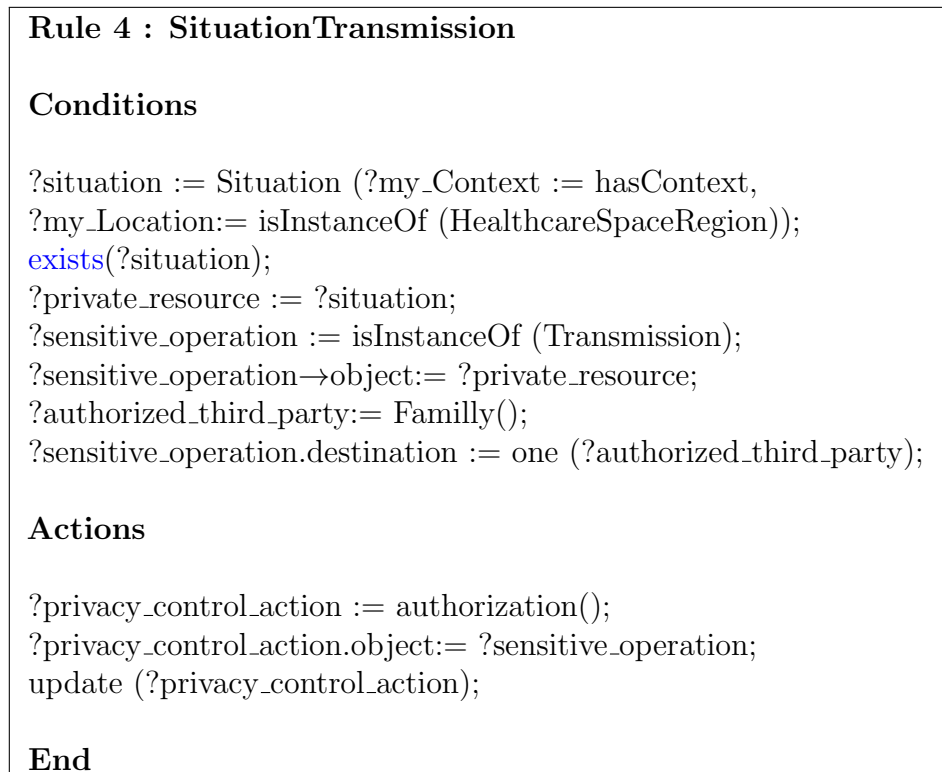 Rule 4 : SituationTransmission
Conditions
?situation := Situation (?my_Context := hasContext,
?my_Location:= isInstanceOf (HealthcareSpaceRegion));
exists(?situation);
?private_resource := ?situation;
?sensitive_operation := isInstanceOf (Transmission);
?sensitive_operation→object:= ?private_resource;
?authorized_third_party:= Familly();
?sensitive_operation.destination := one (?authorized_third_party);
Actions
?privacy_control_action := authorization();
?privacy_control_action.object:= ?sensitive_operation;
update (?privacy_control_action);
End